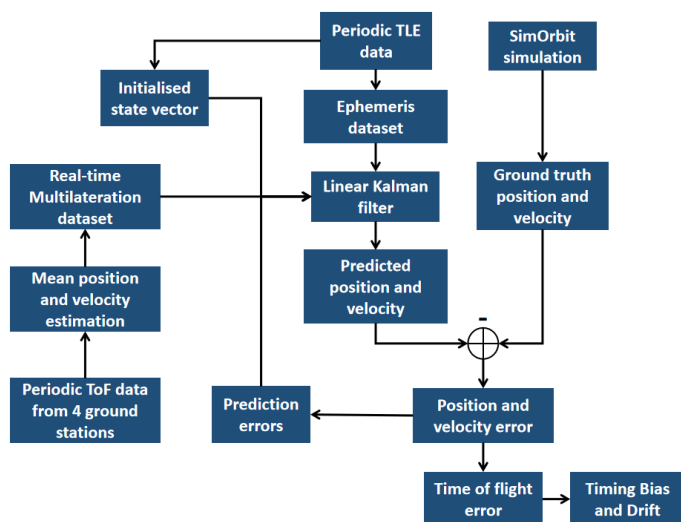 Periodic TLE
data
SimOrbit
simulation
Initialised
state vector
Ephemeris
dataset
Real-time
Multilateration
dataset
Linear Kalman
filter
Ground truth
position and
velocity
Mean position
and velocity
estimation
Predicted
position and
velocity
-
Periodic ToF data
from 4 ground
stations
Prediction
errors
Position and
velocity error
Time of flight
error
Timing Bias
and Drift